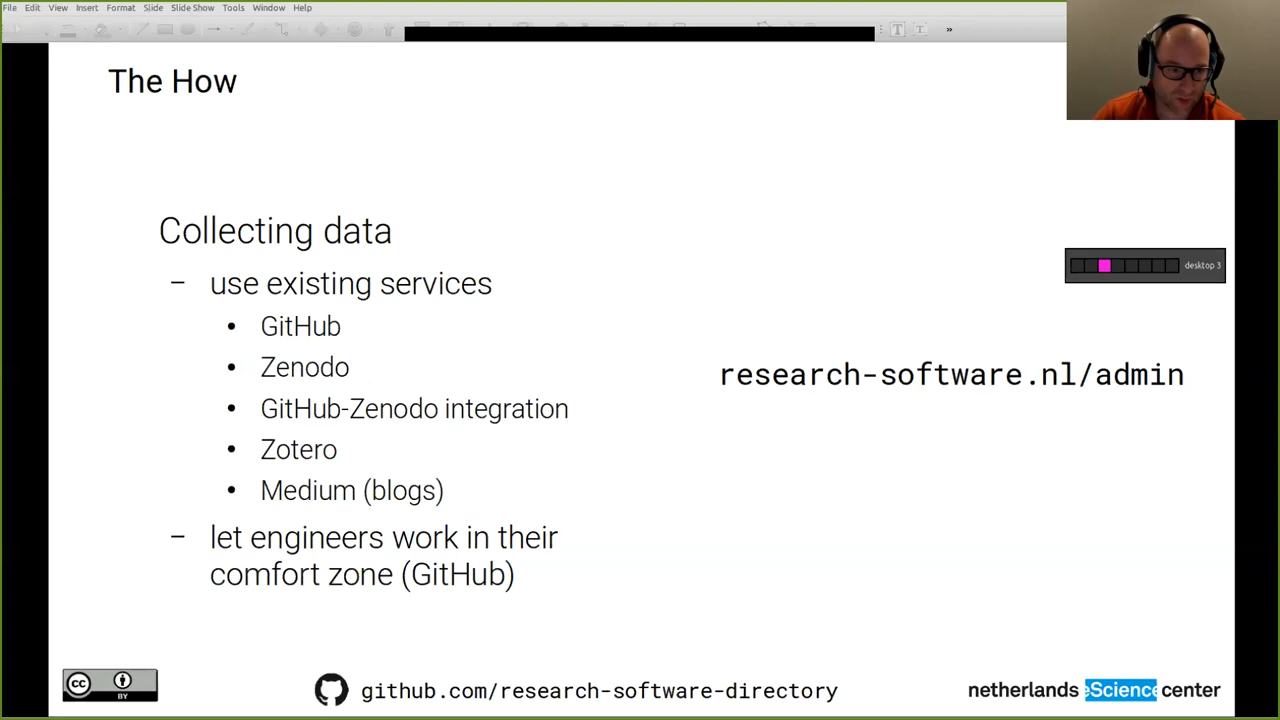 File Edit View Insert Format Slide Slide Show Tools Window Help
T T »
The How
Collecting data
– use existing services
• GitHub
desktop 3
• Zenodo
research-software.nl/admin
• GitHub-Zenodo integration
• Zotero
• Medium (blogs)
– let engineers work in their
comfort zone (GitHub)
cc BY
github.com/research-software-directory
netherlands eScience center